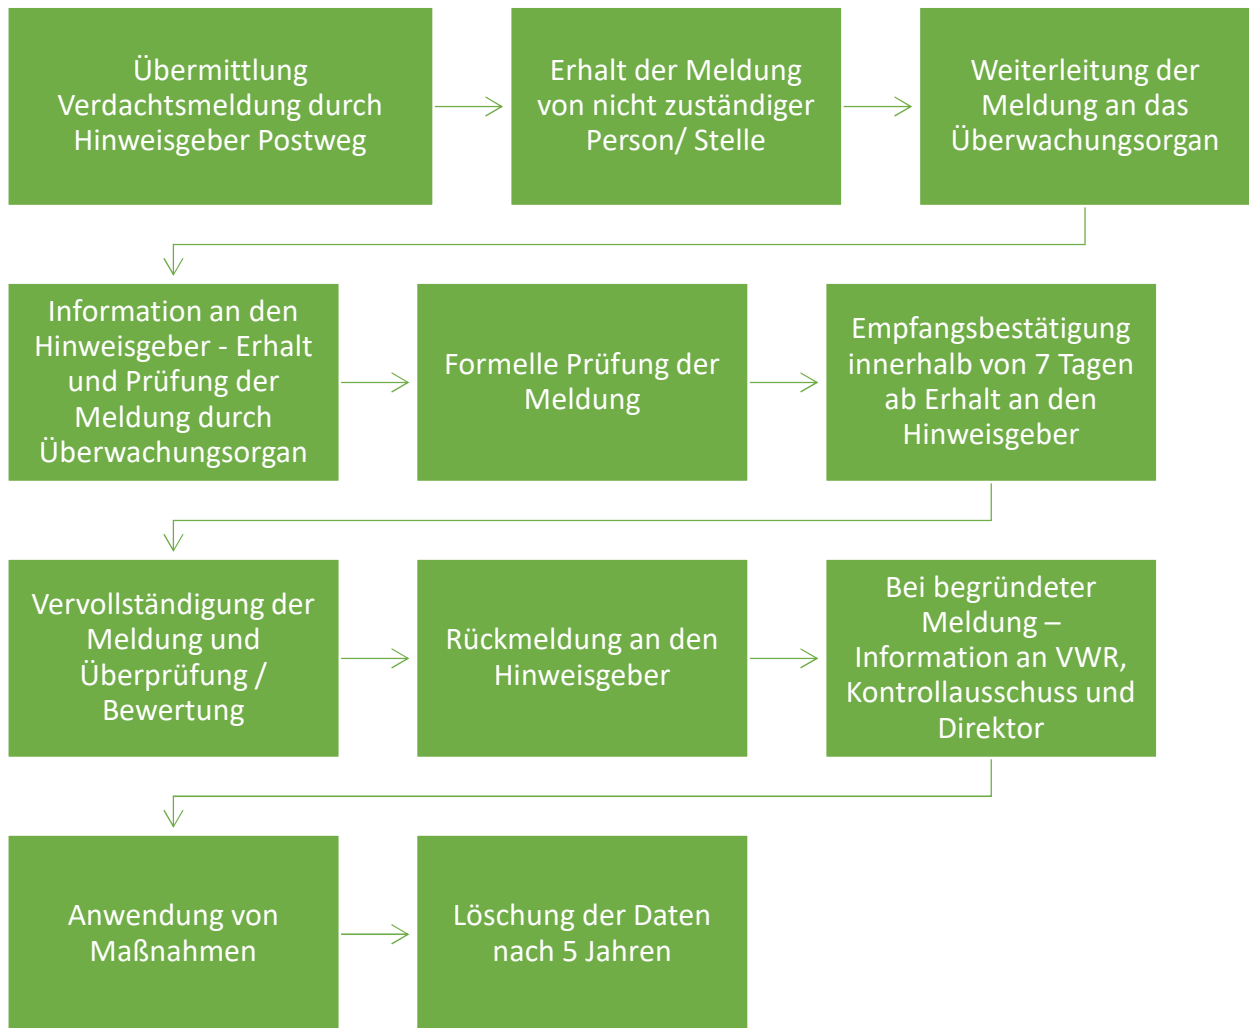 Übermittlung
Verdachtsmeldung durch
Hinweisgeber Postweg
Erhalt der Meldung
von nicht zuständiger
Person/ Stelle
Weiterleitung der
Meldung an das
Überwachungsorgan
Information an den
Hinweisgeber - Erhalt
und Prüfung der
Meldung durch
Überwachungsorgan
Formelle Prüfung der
Meldung
Empfangsbestätigung
innerhalb von 7 Tagen
ab Erhalt an den
Hinweisgeber
Vervollständigung der
Meldung und
Überprüfung /
Bewertung
Rückmeldung an den
Hinweisgeber
Bei begründeter
Meldung –
Information an VWR,
Kontrollausschuss und
Direktor
Anwendung von
Maßnahmen
Löschung der Daten
nach 5 Jahren